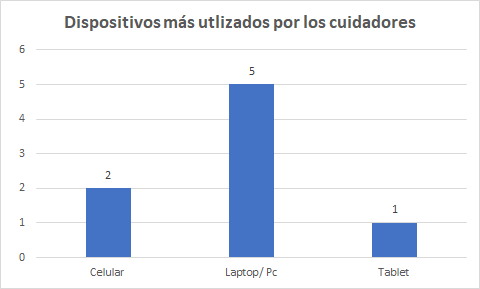 Dispositivos más utlizados por los cuidadores
6
5
4
3
2
1
0
2
5
1
Celular
Laptop/ Pc
Tablet